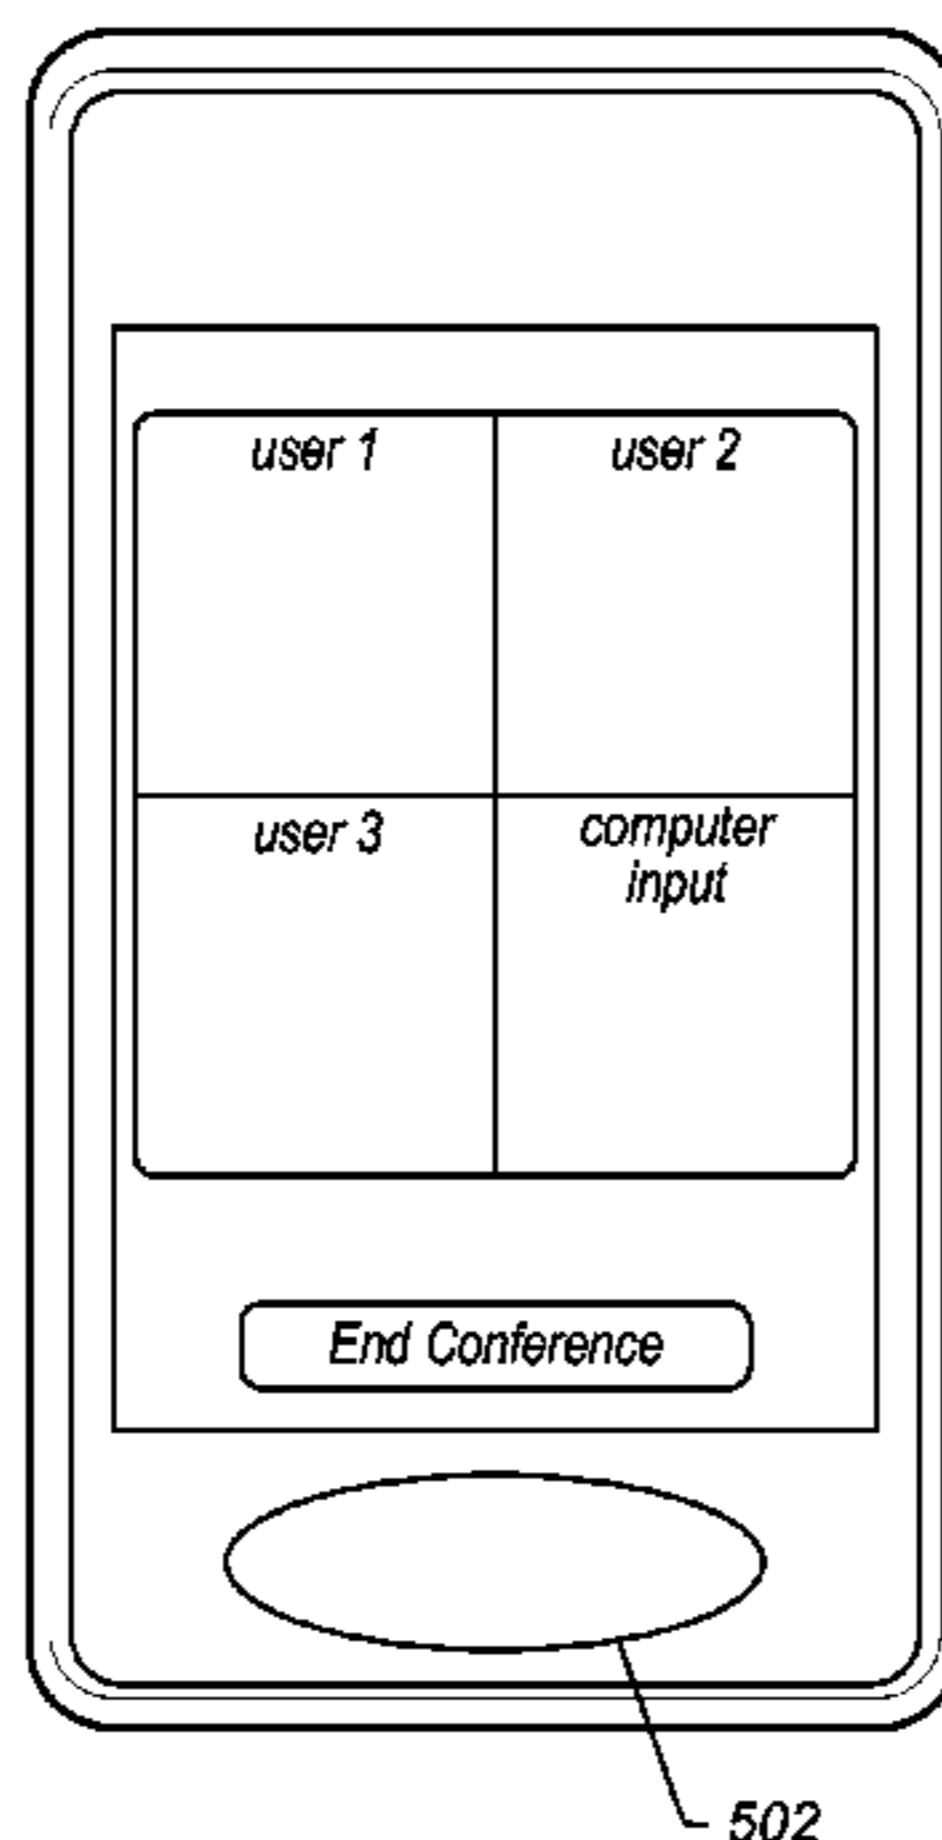 user 1
user 2
user 3
computer
input
End Conference
502